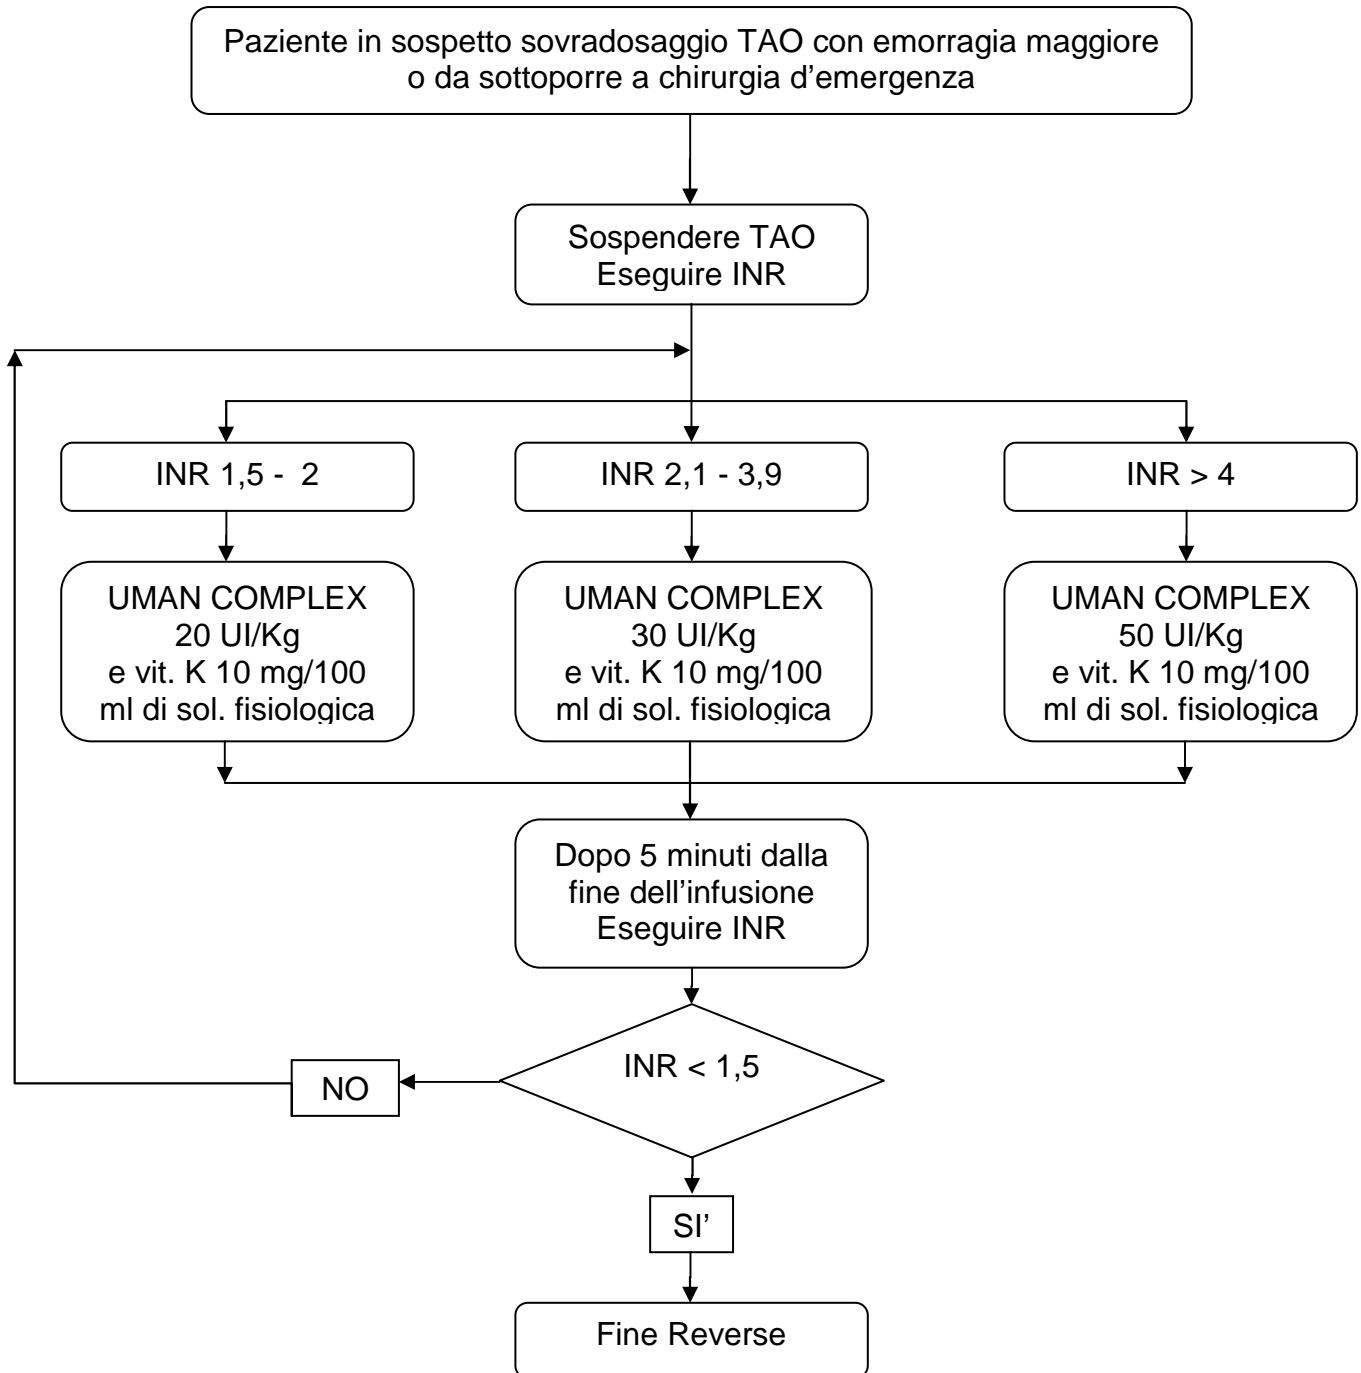 Paziente in sospetto sovradosaggio TAO con emorragia maggiore
o da sottoporre a chirurgia d'emergenza
Sospendere TAO
Eseguire INR
INR 1,5 -  2
INR 2,1 - 3,9
INR > 4
UMAN COMPLEX
20 UI/Kg
e vit. K 10 mg/100
ml di sol. fisiologica
UMAN COMPLEX
30 UI/Kg
e vit. K 10 mg/100
ml di sol. fisiologica
UMAN COMPLEX
50 UI/Kg
e vit. K 10 mg/100
ml di sol. fisiologica
Dopo 5 minuti dalla
fine dell'infusione
Eseguire INR
INR < 1,5
NO
SI’
Fine Reverse